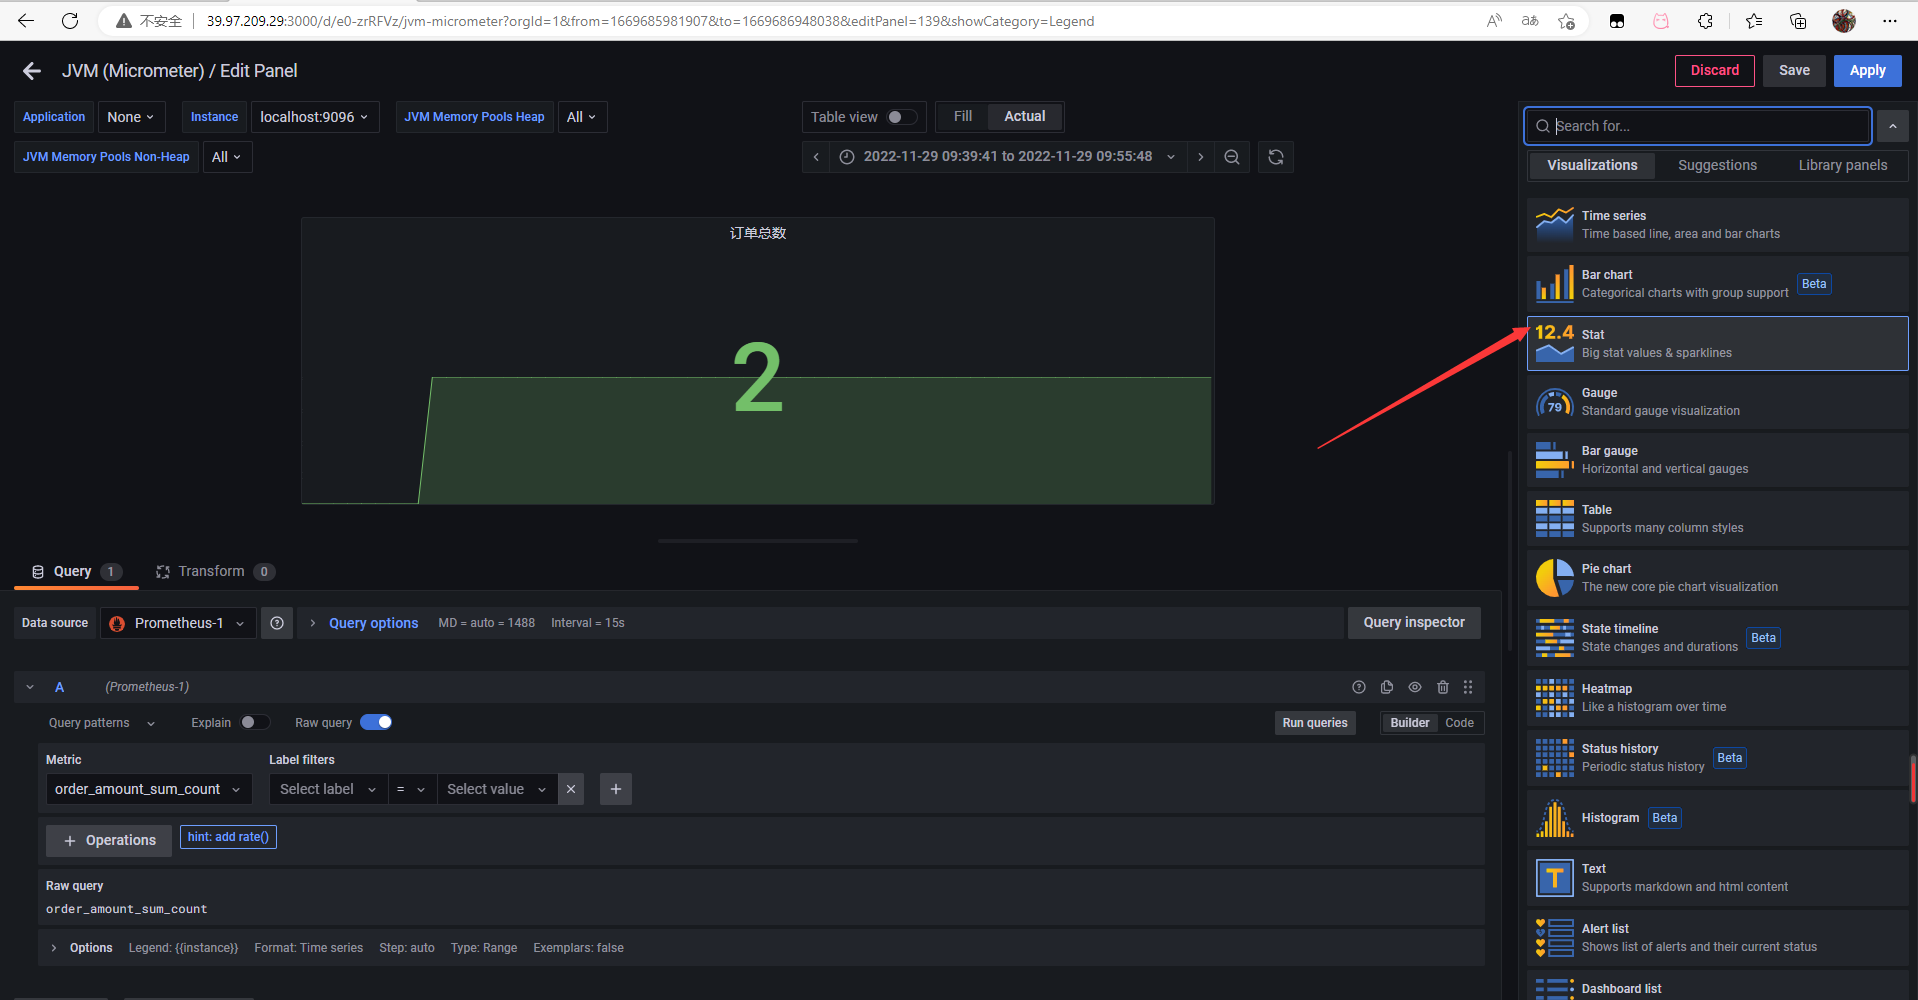 不安全
39.97.209.29:3000/d/e0-zrRFVz/jvm-micrometer?orgId=1&from=1669685981907&to=1669686948038&editPanel=139&showCategory=Legend
JVM (Micrometer) / Edit Panel
Discard
Save
Apply
Application
None
Instance
localhost:9096
JVM Memory Pools Heap
All
Table view
Fill
Actual
Search for...
JVM Memory Pools Non-Heap
All
2022-11-29 09:39:41 to 2022-11-29 09:55:48
Visualizations
Suggestions
Library panels
订单总数
2
Time series
Time based line, area and bar charts
Bar chart
Categorical charts with group support
Beta
12.4
Stat
Big stat values & sparklines
79
Gauge
Standard gauge visualization
Bar gauge
Horizontal and vertical gauges
Table
Supports many column styles
Pie chart
The new core pie chart visualization
State timeline
State changes and durations
Beta
Heatmap
Like a histogram over time
Status history
Periodic status history
Beta
Histogram
Beta
T
Text
Supports markdown and html content
Alert list
Shows list of alerts and their current status
Dashboard list
Query
1
Transform
0
Data source
Prometheus-1
Query options
MD = auto = 1488
Interval = 15s
Query inspector
A
(Prometheus-1)
Query patterns
Explain
Raw query
Run queries
Builder
Code
Metric
Label filters
order_amount_sum_count
Select label
=
Select value
+ Operations
hint: add rate()
Raw query
order_amount_sum_count
Options
Legend: {{instance}}
Format: Time series
Step: auto
Type: Range
Exemplars: false